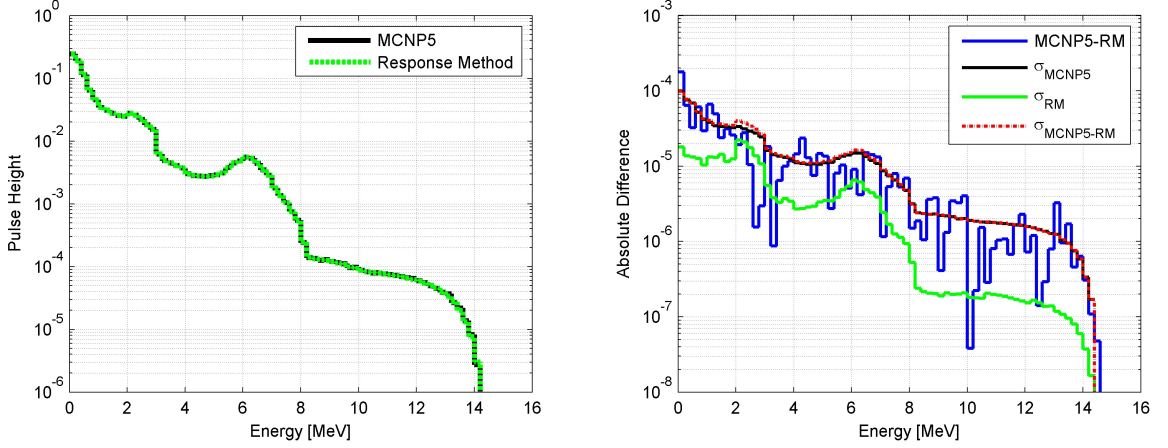 10^0
10^-1
10^-2
10^-3
10^-4
10^-5
10^-6
Pulse Height
MCNP5
Response Method
0 2 4 6 8 10 12 14 16
Energy [MeV]
10^-3
10^-4
10^-5
10^-6
10^-7
10^-8
Absolute Difference
MCNP5-RM
σ_MCNP5
σ_RM
σ_MCNP5-RM
0 2 4 6 8 10 12 14 16
Energy [MeV]